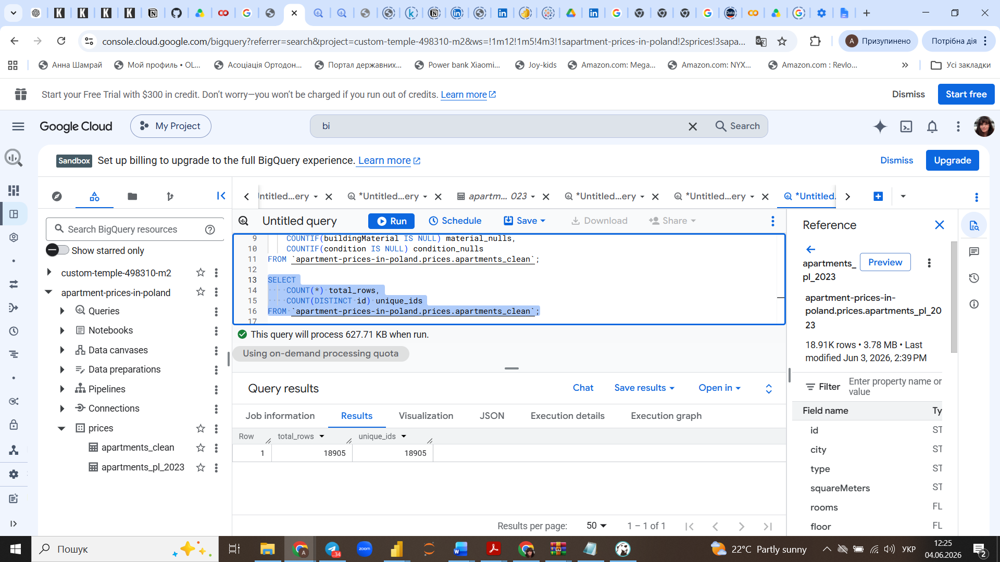 console.cloud.google.com/bigquery?referrer=search&project=custom-temple-498310-m2&ws=!1m12!1m5!4m3!1sapartment-prices-in-poland!2sprices!3sapa...
A Призупинено
Потрібна дія
Анна Шамрай
Мой профиль • OL...
Асоціація Ортодон...
Портал державних...
Power bank Xiaomi...
Joy-kids
Amazon.com: Mega...
Amazon.com: NYX...
Amazon.com : Revlo...
Усі закладки
Start your Free Trial with $300 in credit. Don’t worry—you won’t be charged if you run out of credits. Learn more
Dismiss
Start free
Google Cloud
My Project
bi
Search
Sandbox Set up billing to upgrade to the full BigQuery experience. Learn more
Dismiss
Upgrade
Search BigQuery resources
Show starred only
custom-temple-498310-m2
apartment-prices-in-poland
Queries
Notebooks
Data canvases
Data preparations
Pipelines
Connections
prices
apartments_clean
apartments_pl_2023
ntitled...ery
*Untitled...ery
apartm... 023
*Untitled...ery
*Untitled...ery
*Untitled.
Untitled query
Run
Schedule
Save
Download
Share
9 COUNTIF(buildingMaterial IS NULL) material_nulls,
10 COUNTIF(condition IS NULL) condition_nulls
11 FROM `apartment-prices-in-poland.prices.apartments_clean`;
12
13 SELECT
14 COUNT(*) total_rows,
15 COUNT(DISTINCT id) unique_ids
16 FROM `apartment-prices-in-poland.prices.apartments_clean`;
17
This query will process 627.71 KB when run.
Using on-demand processing quota
Query results
Chat
Save results
Open in
Job information
Results
Visualization
JSON
Execution details
Execution graph
Row total_rows unique_ids
1 18905 18905
Results per page: 50 1 – 1 of 1
Reference
apartments_
pl_2023
Preview
apartment-prices-in-
poland.prices.apartments_pl_20
23
18.91K rows • 3.78 MB • Last
modified Jun 3, 2026, 2:39 PM
Filter
Enter property name or
value
Field name Ty
id ST
city ST
type ST
squareMeters ST
rooms FL
floor FL
Пошук
..34
zoom
22°C Partly sunny
УКР
12:25
04.06.2026
2